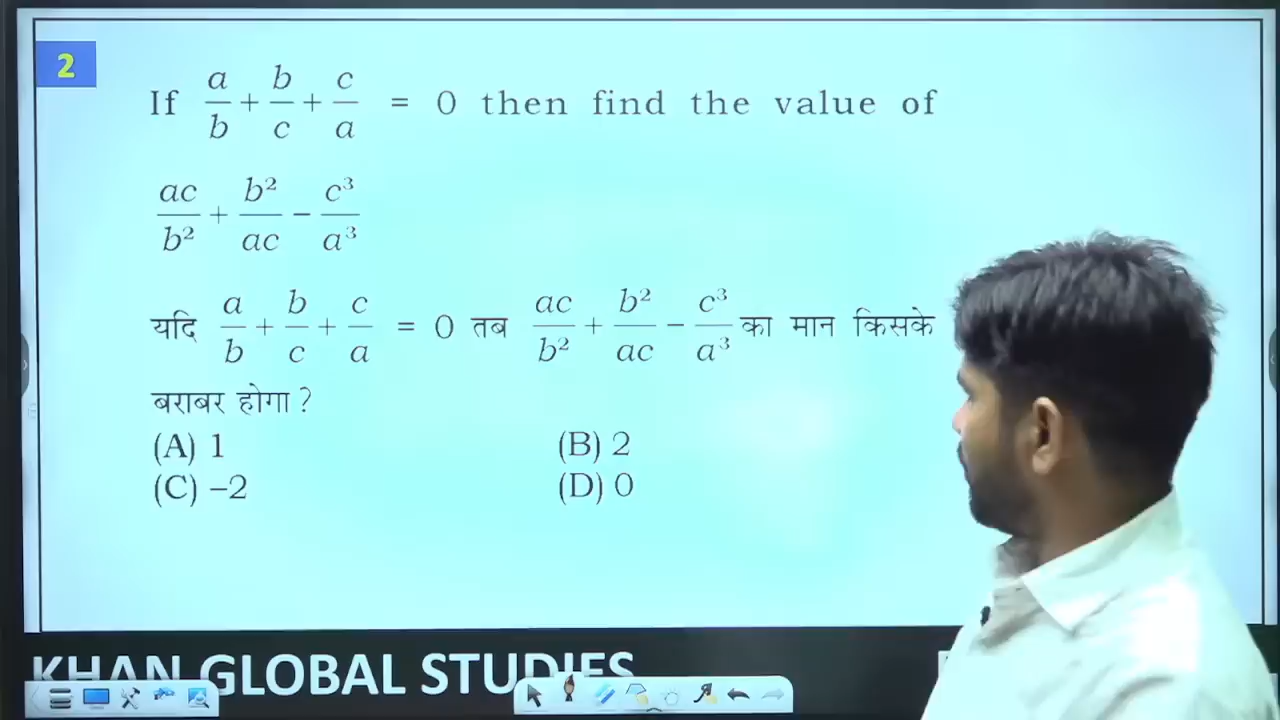 2
If a/b + b/c + c/a = 0 then find the value of
ac/b² + b²/ac − c³/a³
यदि a/b + b/c + c/a = 0 तब ac/b² + b²/ac − c³/a³ का मान किसके
बराबर होगा ?
(A) 1 (B) 2
(C) –2 (D) 0
KHAN GLOBAL STUDIES